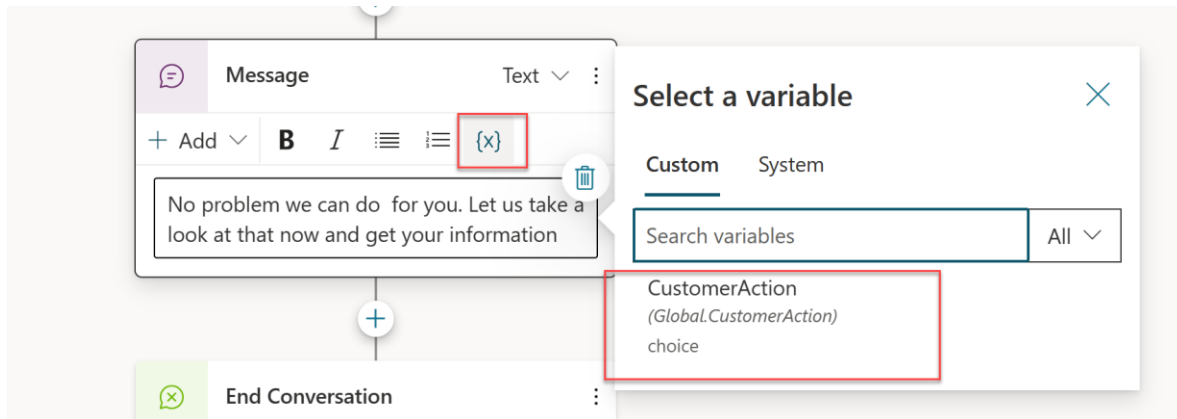 Message
Text
Add
B
I
{x}
No problem we can do for you. Let us take a
look at that now and get your information
End Conversation
Select a variable
Custom
System
Search variables
All
CustomerAction
(Global.CustomerAction)
choice